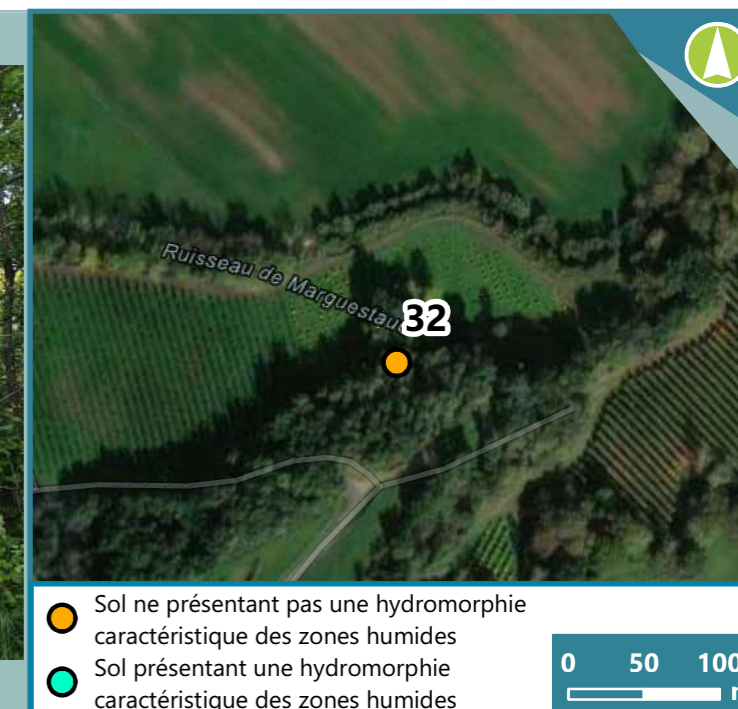 Ruisseau de Marguestau
32
Sol ne présentant pas une hydromorphie
caractéristique des zones humides
Sol présentant une hydromorphie
caractéristique des zones humides
0 50 100